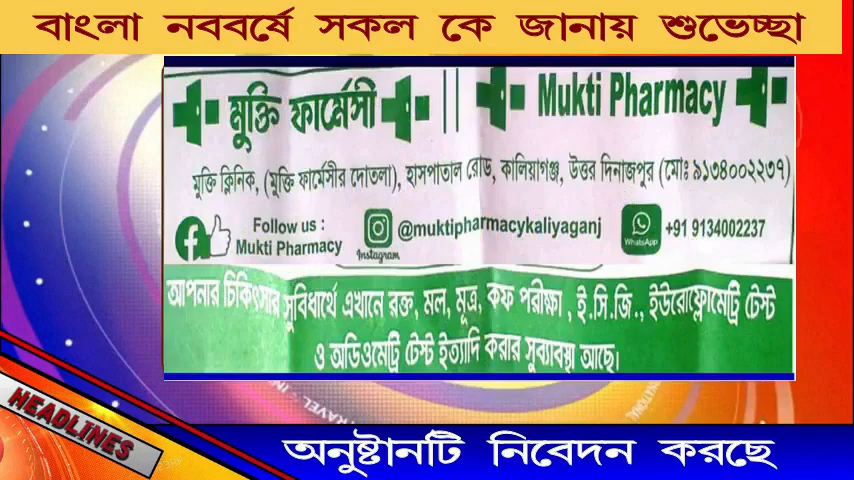 বাংলা নববর্ষে সকল কে জানায় শুভেচ্ছা
মুক্তি ফার্মেসী || Mukti Pharmacy
মুক্তি ক্লিনিক, (মুক্তি ফার্মেসীর দোতলা), হাসপাতাল রোড, কালিয়াগঞ্জ, উত্তর দিনাজপুর (মোঃ ৯১৩৪০০২২৩৭)
Follow us :
Mukti Pharmacy
Instagram
@muktipharmacykaliyaganj
WhatsApp
+91 9134002237
আপনার চিকিৎসার সুবিধার্থে এখানে রক্ত, মল, মূত্র, কফ পরীক্ষা, ই.সি.জি., ইউরোফ্লোমেট্রি টেস্ট
ও অডিওমেট্রি টেস্ট ইত্যাদি করার সুব্যাবস্থা আছে।
TRAVEL
HEADLINES
অনুষ্টানটি নিবেদন করছে